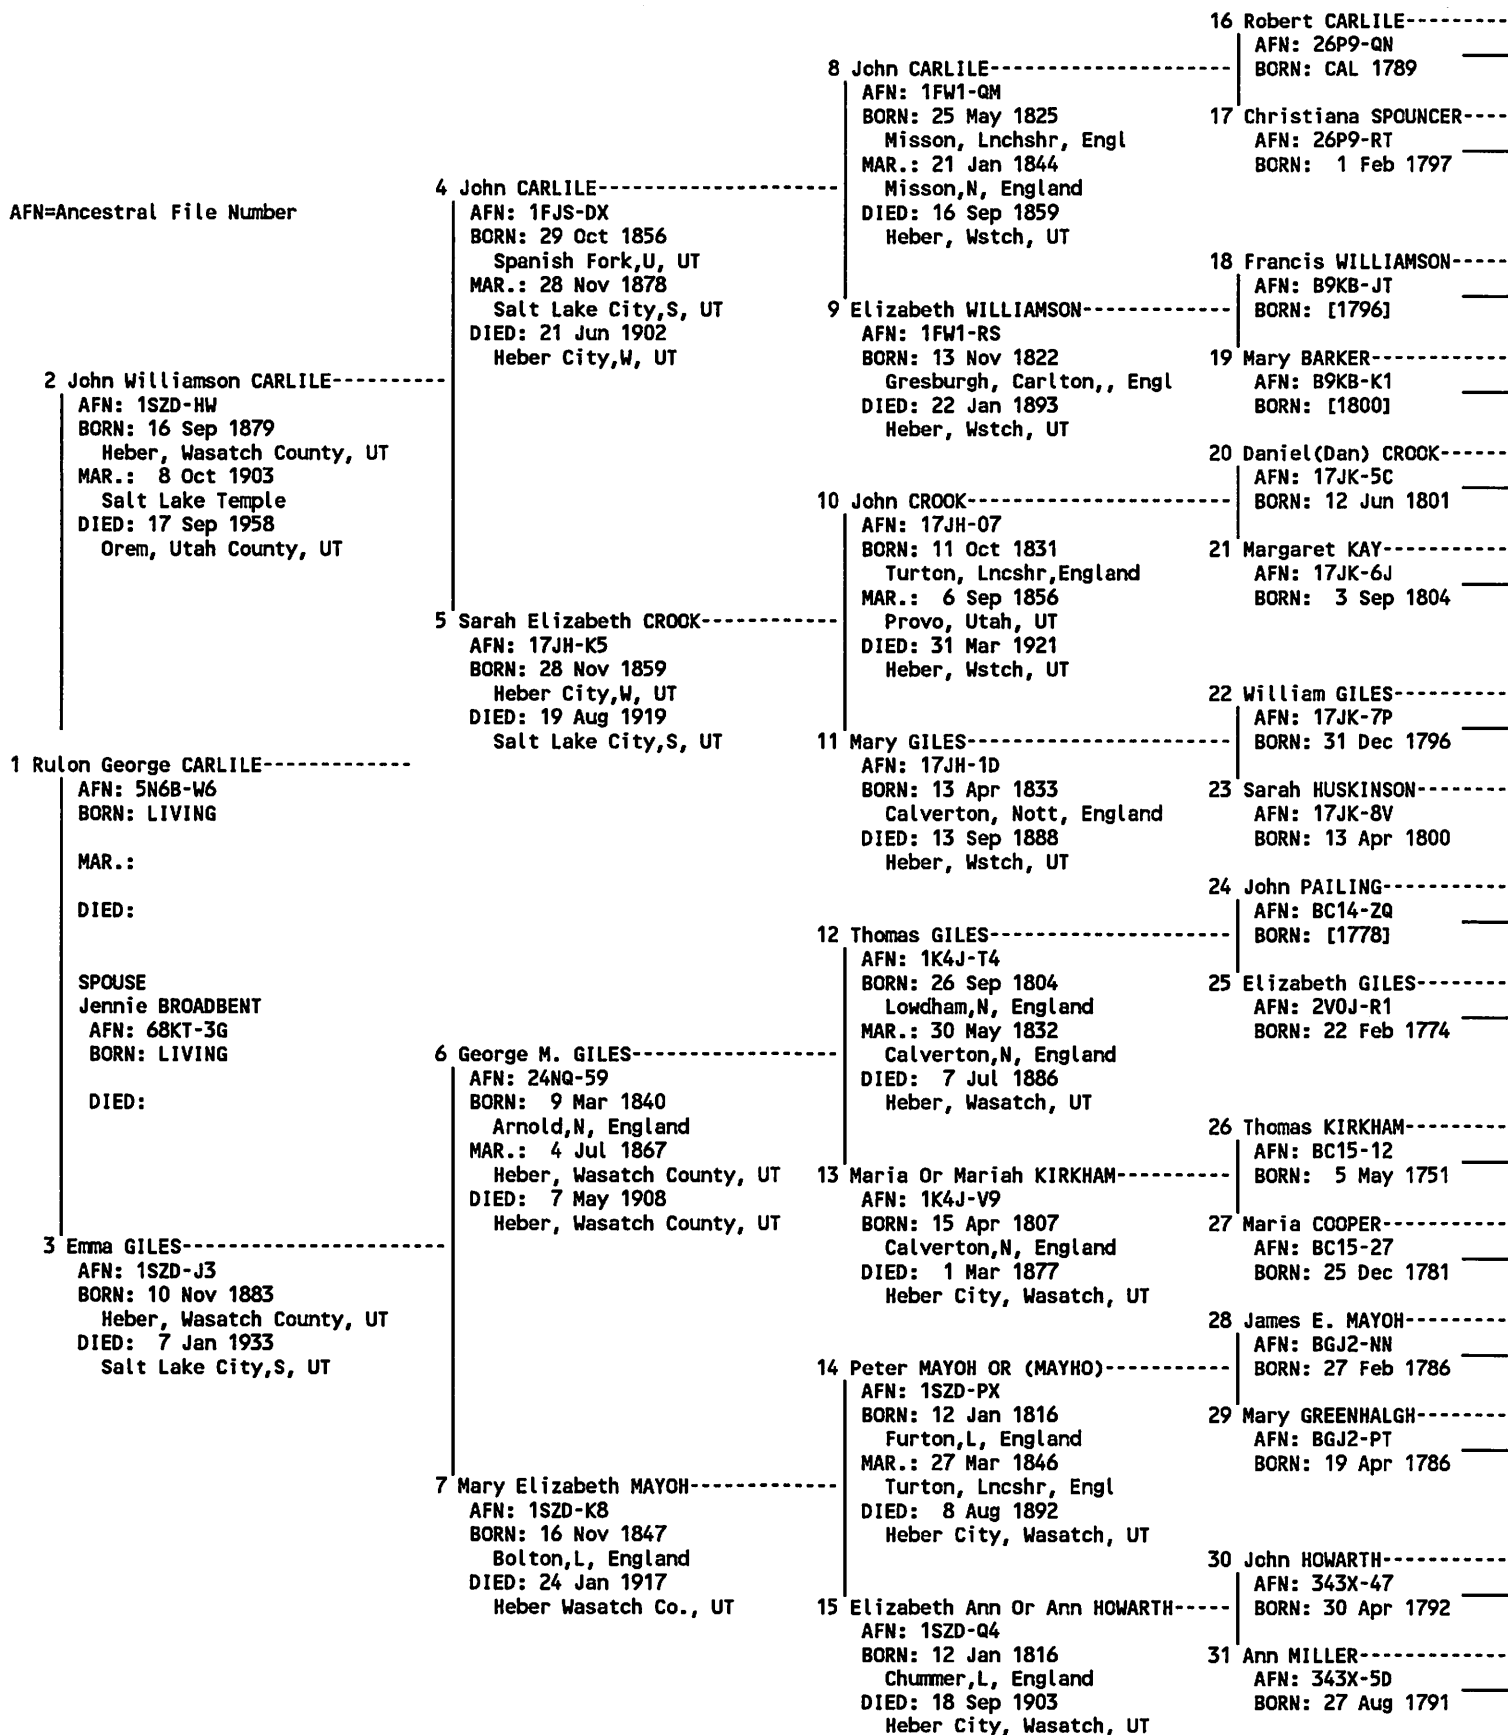 AFN=Ancestral File Number
1 Rulon George CARLILE
AFN: 5N6B-W6
BORN: LIVING
MAR.:
DIED:
SPOUSE
Jennie BROADBENT
AFN: 68KT-3G
BORN: LIVING
DIED:
2 John Williamson CARLILE
AFN: 1SZD-HW
BORN: 16 Sep 1879
Heber, Wasatch County, UT
MAR.: 8 Oct 1903
Salt Lake Temple
DIED: 17 Sep 1958
Orem, Utah County, UT
3 Emma GILES
AFN: 1SZD-J3
BORN: 10 Nov 1883
Heber, Wasatch County, UT
DIED: 7 Jan 1933
Salt Lake City,S, UT
4 John CARLILE
AFN: 1FJS-DX
BORN: 29 Oct 1856
Spanish Fork,U, UT
MAR.: 28 Nov 1878
Salt Lake City,S, UT
DIED: 21 Jun 1902
Heber City,W, UT
5 Sarah Elizabeth CROOK
AFN: 17JH-K5
BORN: 28 Nov 1859
Heber City,W, UT
DIED: 19 Aug 1919
Salt Lake City,S, UT
6 George M. GILES
AFN: 24NQ-59
BORN: 9 Mar 1840
Arnold,N, England
MAR.: 4 Jul 1867
Heber, Wasatch County, UT
DIED: 7 May 1908
Heber, Wasatch County, UT
7 Mary Elizabeth MAYOH
AFN: 1SZD-K8
BORN: 16 Nov 1847
Bolton,L, England
DIED: 24 Jan 1917
Heber Wasatch Co., UT
8 John CARLILE
AFN: 1FW1-QM
BORN: 25 May 1825
Misson, Lnchshr, Engl
MAR.: 21 Jan 1844
Misson,N, England
DIED: 16 Sep 1859
Heber, Wstch, UT
9 Elizabeth WILLIAMSON
AFN: 1FW1-RS
BORN: 13 Nov 1822
Gresburgh, Carlton,, Engl
DIED: 22 Jan 1893
Heber, Wstch, UT
10 John CROOK
AFN: 17JH-07
BORN: 11 Oct 1831
Turton, Lncshr,England
MAR.: 6 Sep 1856
Provo, Utah, UT
DIED: 31 Mar 1921
Heber, Wstch, UT
11 Mary GILES
AFN: 17JH-1D
BORN: 13 Apr 1833
Calverton, Nott, England
DIED: 13 Sep 1888
Heber, Wstch, UT
12 Thomas GILES
AFN: 1K4J-T4
BORN: 26 Sep 1804
Lowdham,N, England
MAR.: 30 May 1832
Calverton,N, England
DIED: 7 Jul 1886
Heber, Wasatch, UT
13 Maria Or Mariah KIRKHAM
AFN: 1K4J-V9
BORN: 15 Apr 1807
Calverton,N, England
DIED: 1 Mar 1877
Heber City, Wasatch, UT
14 Peter MAYOH OR (MAYHO)
AFN: 1SZD-PX
BORN: 12 Jan 1816
Furton,L, England
MAR.: 27 Mar 1846
Turton, Lncshr, Engl
DIED: 8 Aug 1892
Heber City, Wasatch, UT
15 Elizabeth Ann Or Ann HOWARTH
AFN: 1SZD-Q4
BORN: 12 Jan 1816
Chummer,L, England
DIED: 18 Sep 1903
Heber City, Wasatch, UT
16 Robert CARLILE
AFN: 26P9-QN
BORN: CAL 1789
17 Christiana SPOUNCER
AFN: 26P9-RT
BORN: 1 Feb 1797
18 Francis WILLIAMSON
AFN: B9KB-JT
BORN: [1796]
19 Mary BARKER
AFN: B9KB-K1
BORN: [1800]
20 Daniel(Dan) CROOK
AFN: 17JK-5C
BORN: 12 Jun 1801
21 Margaret KAY
AFN: 17JK-6J
BORN: 3 Sep 1804
22 William GILES
AFN: 17JK-7P
BORN: 31 Dec 1796
23 Sarah HUSKINSON
AFN: 17JK-8V
BORN: 13 Apr 1800
24 John PAILING
AFN: BC14-ZQ
BORN: [1778]
25 Elizabeth GILES
AFN: 2V0J-R1
BORN: 22 Feb 1774
26 Thomas KIRKHAM
AFN: BC15-12
BORN: 5 May 1751
27 Maria COOPER
AFN: BC15-27
BORN: 25 Dec 1781
28 James E. MAYOH
AFN: BGJ2-NN
BORN: 27 Feb 1786
29 Mary GREENHALGH
AFN: BGJ2-PT
BORN: 19 Apr 1786
30 John HOWARTH
AFN: 343X-47
BORN: 30 Apr 1792
31 Ann MILLER
AFN: 343X-5D
BORN: 27 Aug 1791